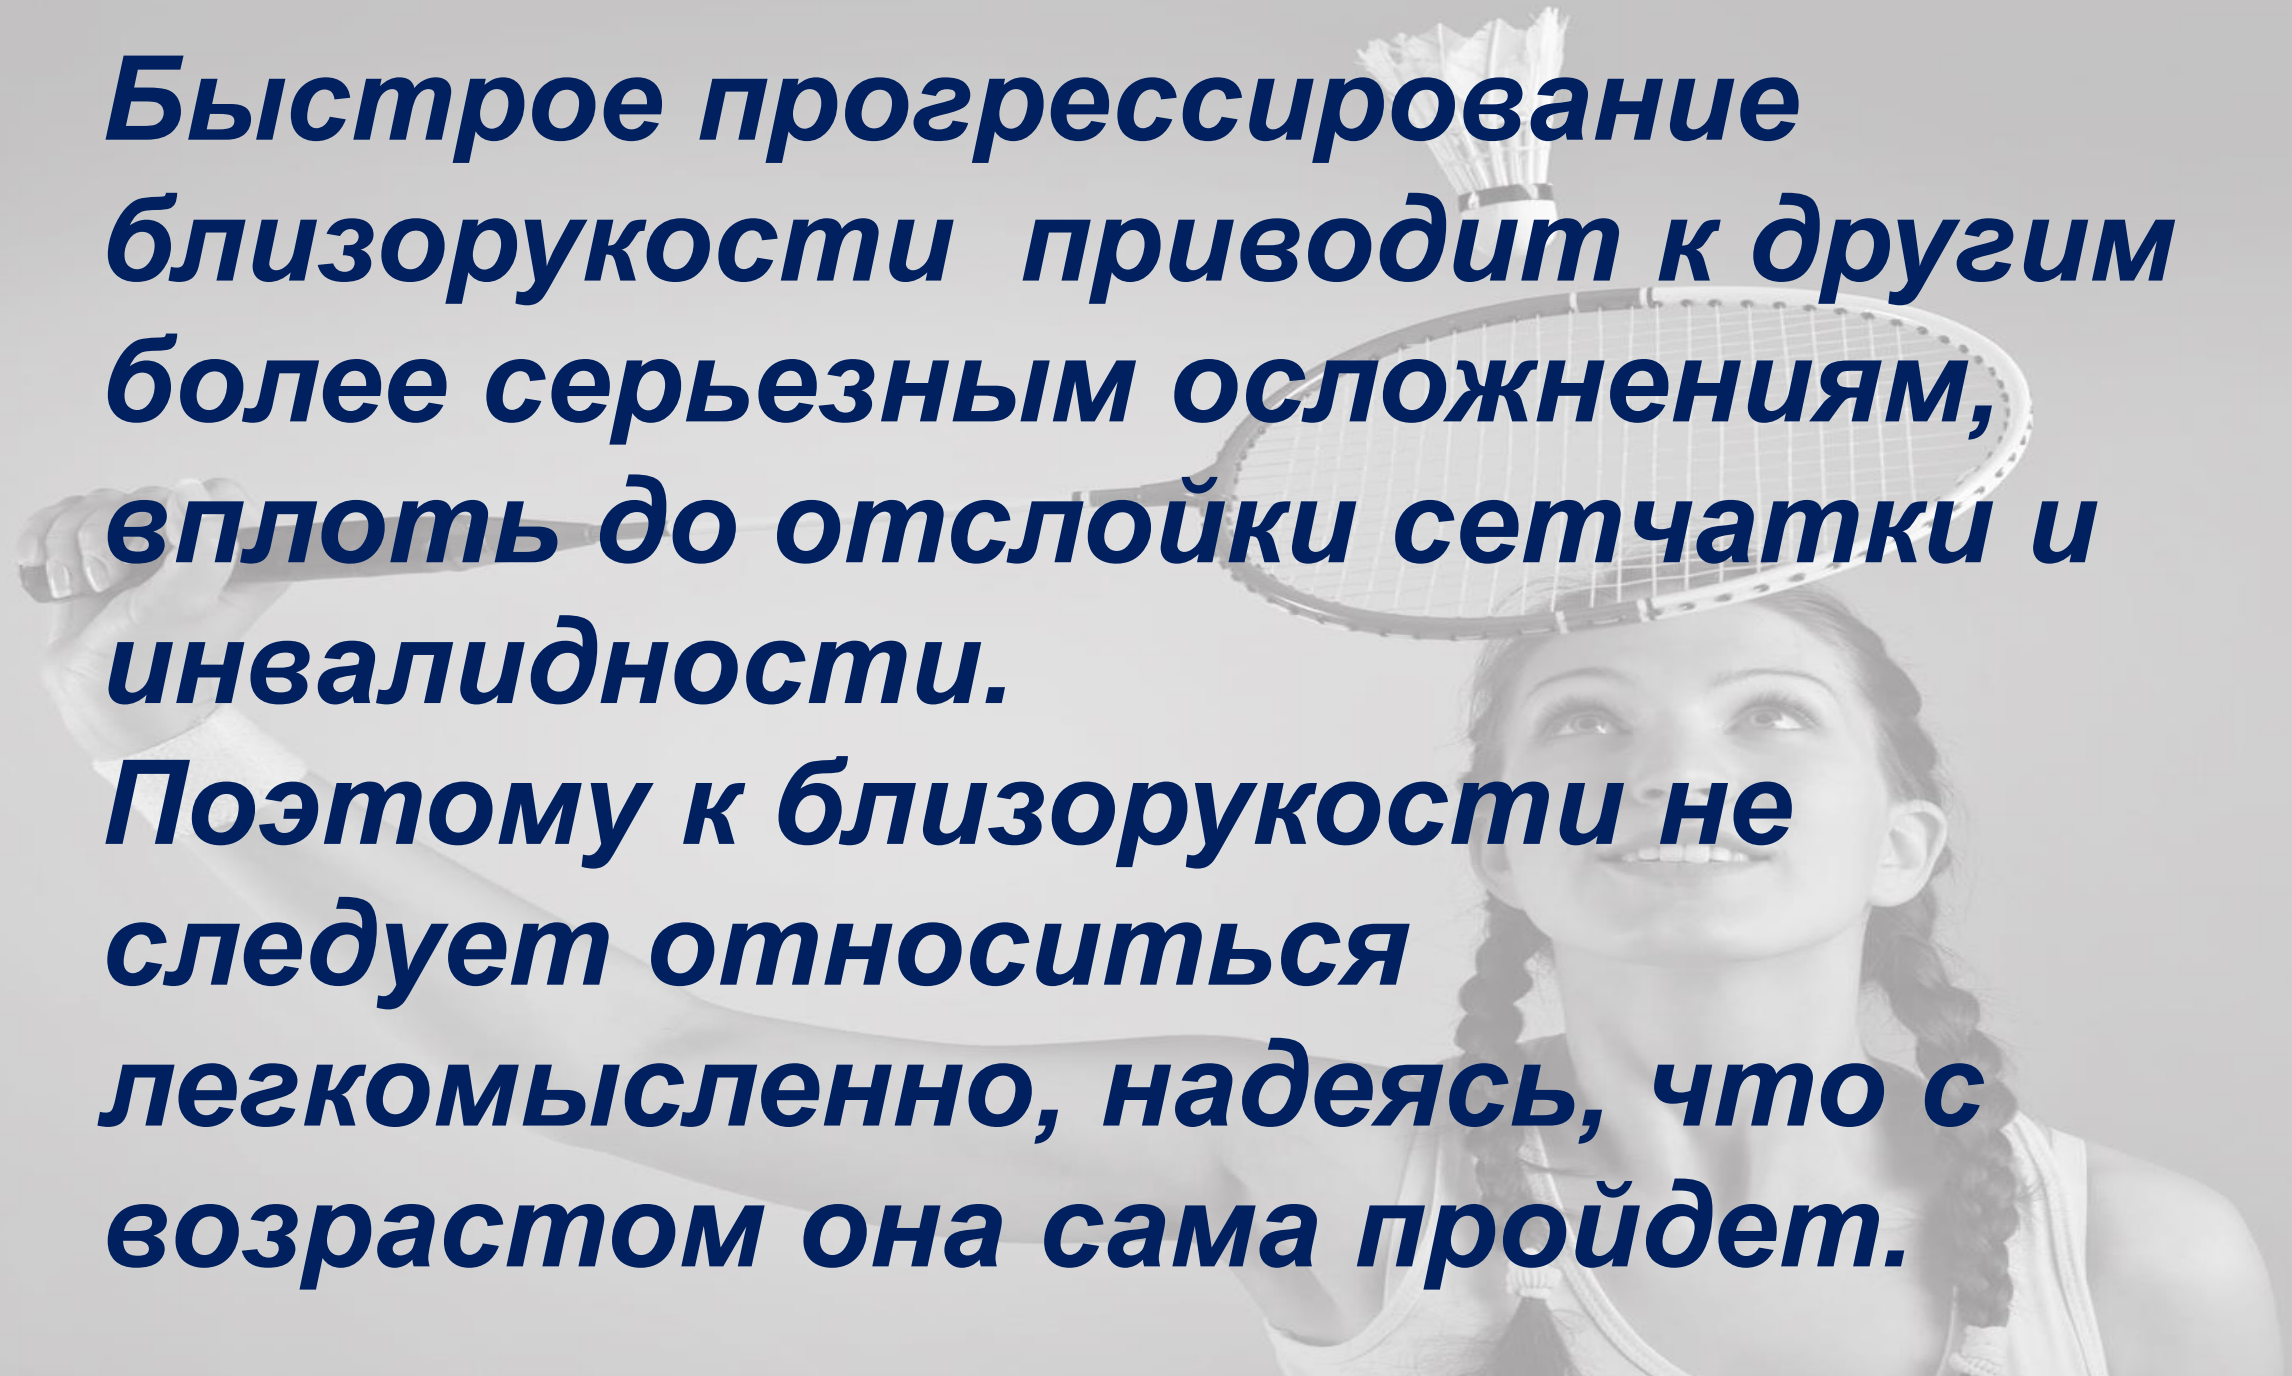 Быстрое прогрессирование
близорукости  приводит к другим
более серьезным осложнениям,
вплоть до отслойки сетчатки и
инвалидности.
Поэтому к близорукости не
следует относиться
легкомысленно, надеясь, что с
возрастом она сама пройдет.